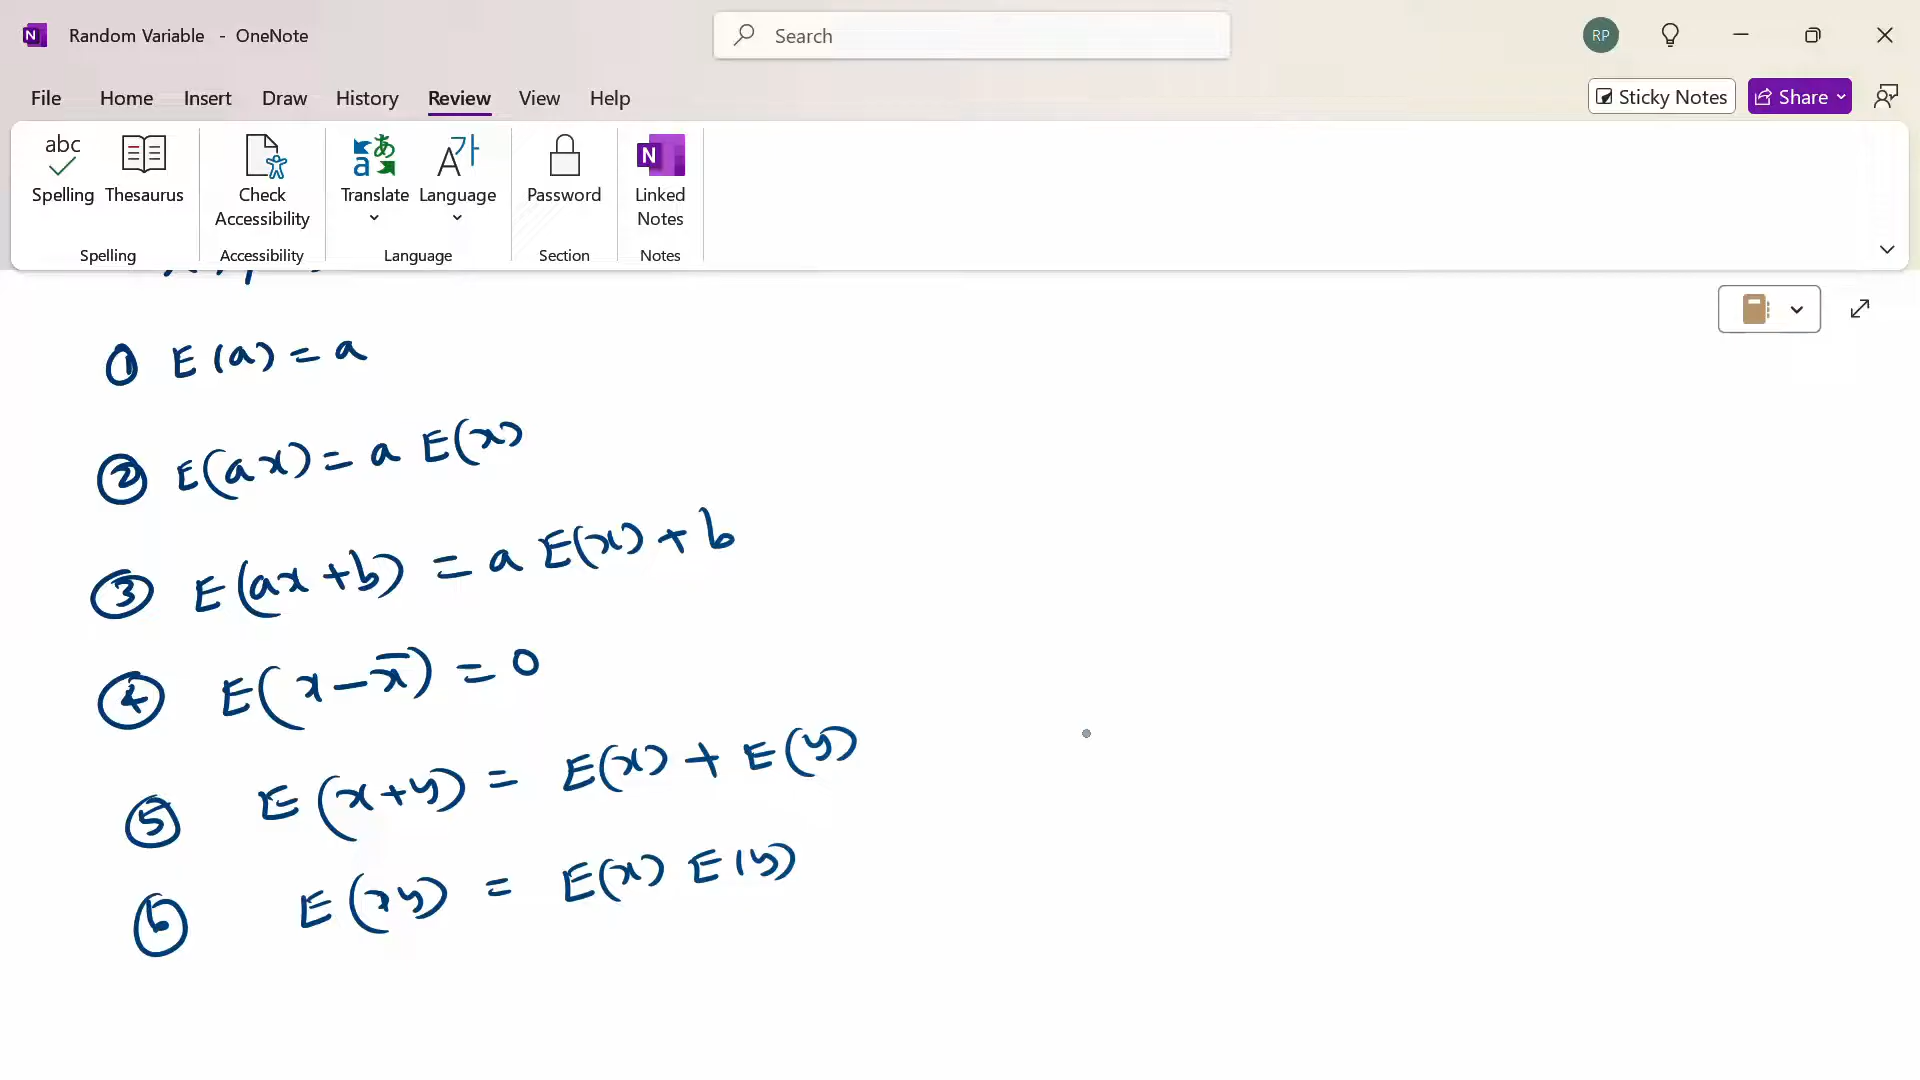 Random Variable - OneNote
Search
RP
File Home Insert Draw History Review View Help
Sticky Notes Share
abc
Spelling Thesaurus Check Accessibility Translate Language Password Linked Notes
Spelling Accessibility Language Section Notes
① E(a) = a
② E(ax) = a E(x)
③ E(ax+b) = a E(x) + b
④ E(x-x̄) = 0
⑤ E(x+y) = E(x) + E(y)
⑥ E(xy) = E(x) E(y)